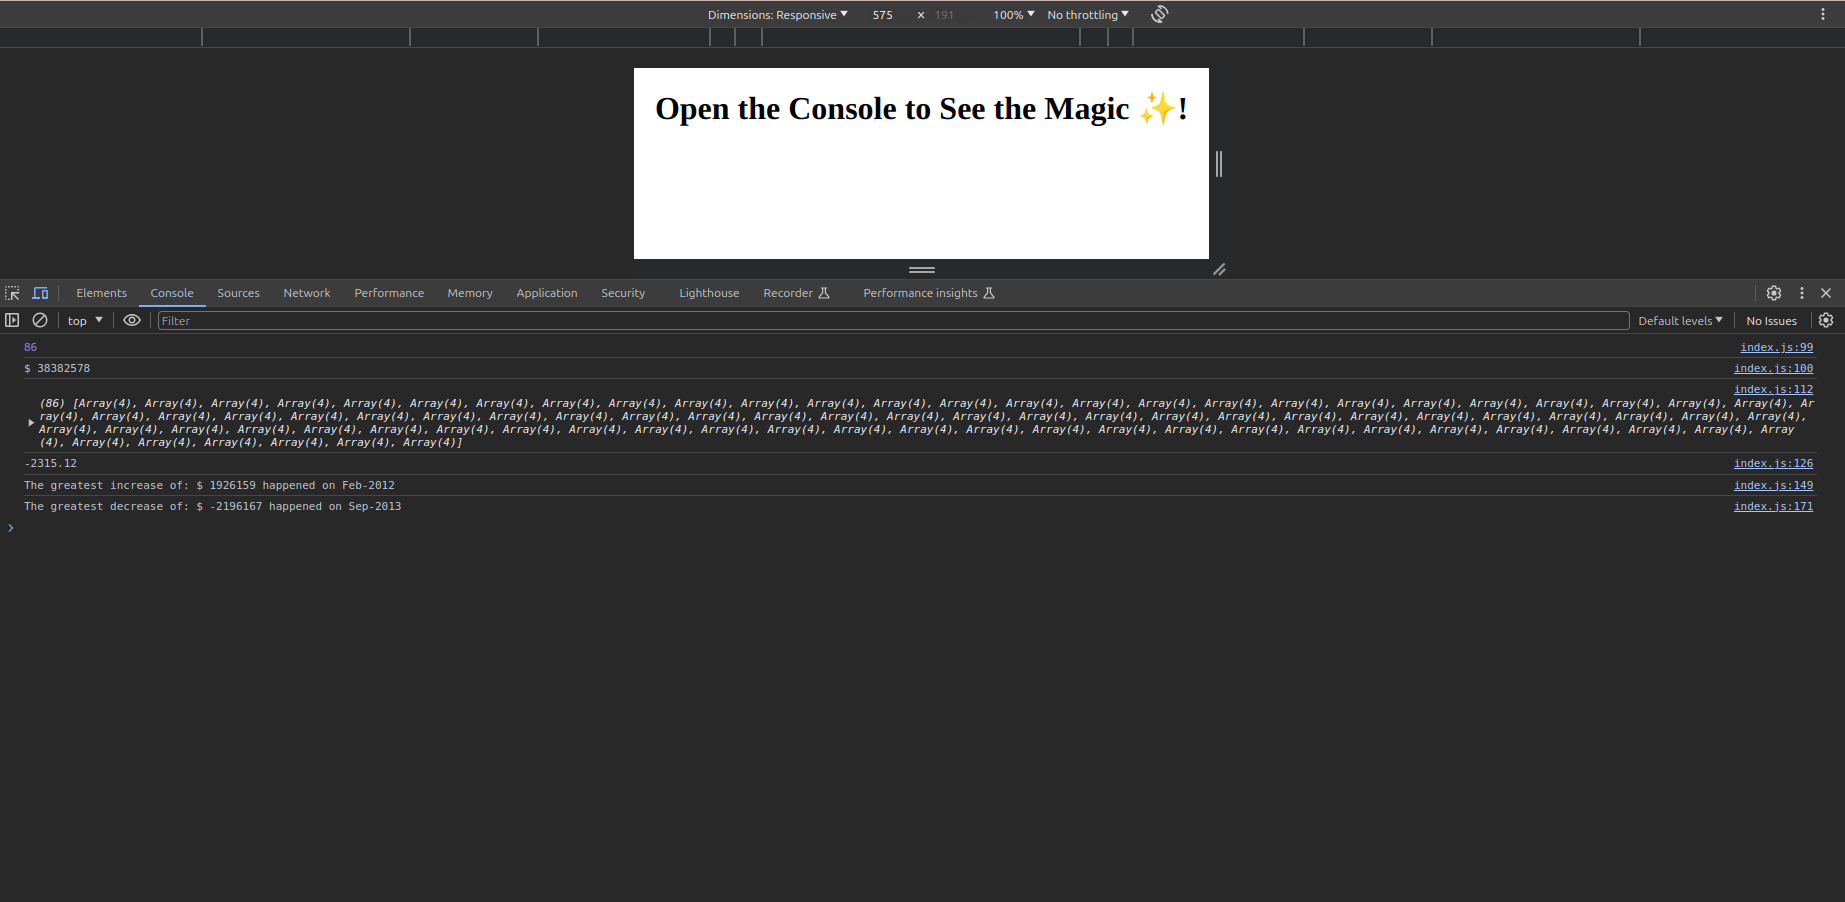 Dimensions: Responsive 575 × 191 100% No throttling
Open the Console to See the Magic ✨!
Elements Console Sources Network Performance Memory Application Security Lighthouse Recorder Performance insights
top Filter Default levels No Issues
86 index.js:99
$ 38382578 index.js:100
index.js:112
(86) [Array(4), Array(4), Array(4), Array(4), Array(4), Array(4), Array(4), Array(4), Array(4), Array(4), Array(4), Array(4), Array(4), Array(4), Array(4), Array(4), Array(4), Array(4), Array(4), Array(4), Array(4), Array(4), Array(4), Array(4), Array(4), Array(4), Ar
ray(4), Array(4), Array(4), Array(4), Array(4), Array(4), Array(4), Array(4), Array(4), Array(4), Array(4), Array(4), Array(4), Array(4), Array(4), Array(4), Array(4), Array(4), Array(4), Array(4), Array(4), Array(4), Array(4), Array(4), Array(4), Array(4), Array(4),
Array(4), Array(4), Array(4), Array(4), Array(4), Array(4), Array(4), Array(4), Array(4), Array(4), Array(4), Array(4), Array(4), Array(4), Array(4), Array(4), Array(4), Array(4), Array(4), Array(4), Array(4), Array(4), Array(4), Array(4), Array(4), Array(4), Array
(4), Array(4), Array(4), Array(4), Array(4), Array(4), Array(4)]
-2315.12 index.js:126
The greatest increase of: $ 1926159 happened on Feb-2012 index.js:149
The greatest decrease of: $ -2196167 happened on Sep-2013 index.js:171